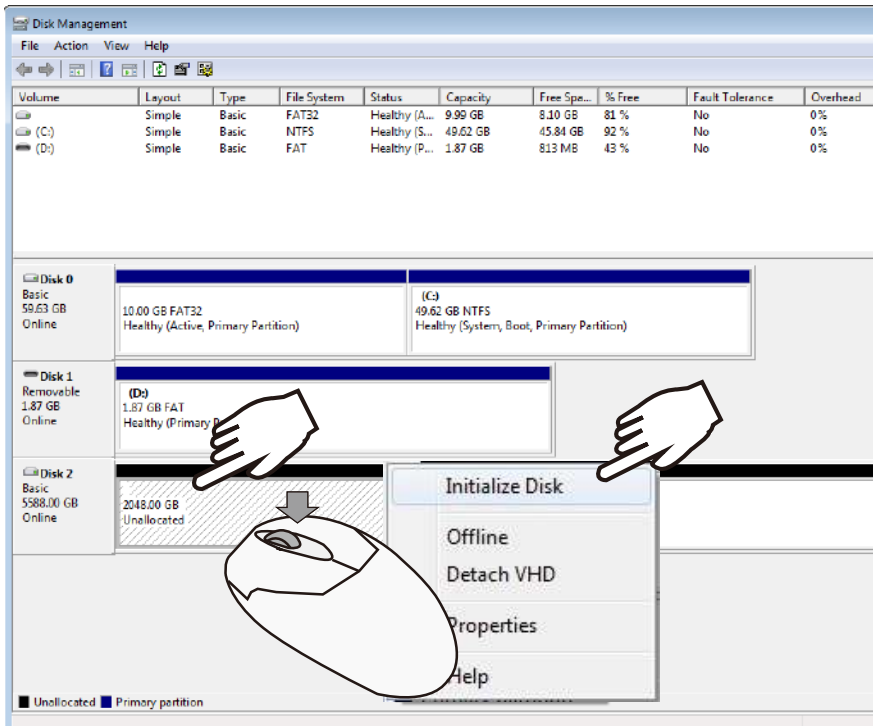 Disk Management
File Action View Help
Volume Layout Type File System Status Capacity Free Spa... % Free Fault Tolerance Overhead
Simple Basic FAT32 Healthy (A... 9.99 GB 8.10 GB 81 % No 0%
(C:) Simple Basic NTFS Healthy (S... 49.62 GB 45.84 GB 92 % No 0%
(D:) Simple Basic FAT Healthy (P... 1.87 GB 813 MB 43 % No 0%
Disk 0
Basic
59.63 GB
Online
10.00 GB FAT32
Healthy (Active, Primary Partition)
(C:)
49.62 GB NTFS
Healthy (System, Boot, Primary Partition)
Disk 1
Removable
1.87 GB
Online
(D:)
1.87 GB FAT
Healthy (Primary
Disk 2
Basic
5588.00 GB
Online
2048.00 GB
Unallocated
Initialize Disk
Offline
Detach VHD
Properties
Help
Unallocated Primary partition